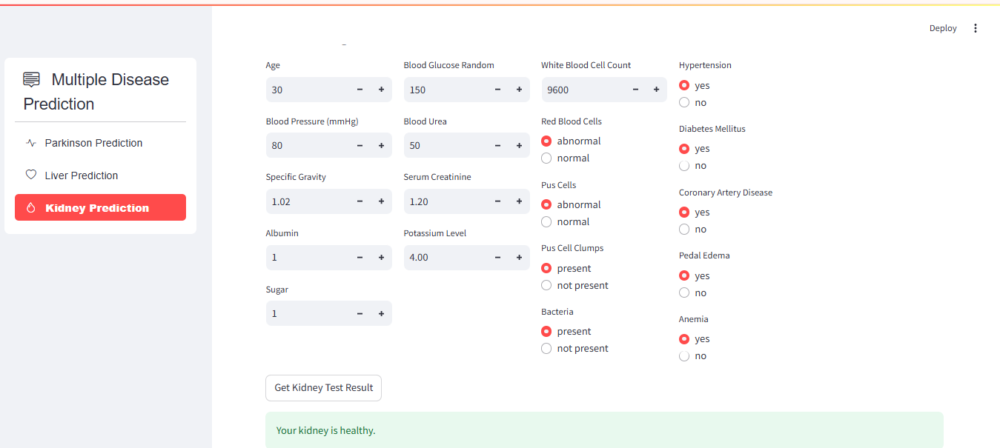 Deploy
Multiple Disease
Prediction
Parkinson Prediction
Liver Prediction
Kidney Prediction
Age
30
Blood Pressure (mmHg)
80
Specific Gravity
1.02
Albumin
1
Sugar
1
Blood Glucose Random
150
Blood Urea
50
Serum Creatinine
1.20
Potassium Level
4.00
White Blood Cell Count
9600
Red Blood Cells
abnormal
normal
Pus Cells
abnormal
normal
Pus Cell Clumps
present
not present
Bacteria
present
not present
Hypertension
yes
no
Diabetes Mellitus
yes
no
Coronary Artery Disease
yes
no
Pedal Edema
yes
no
Anemia
yes
no
Get Kidney Test Result
Your kidney is healthy.